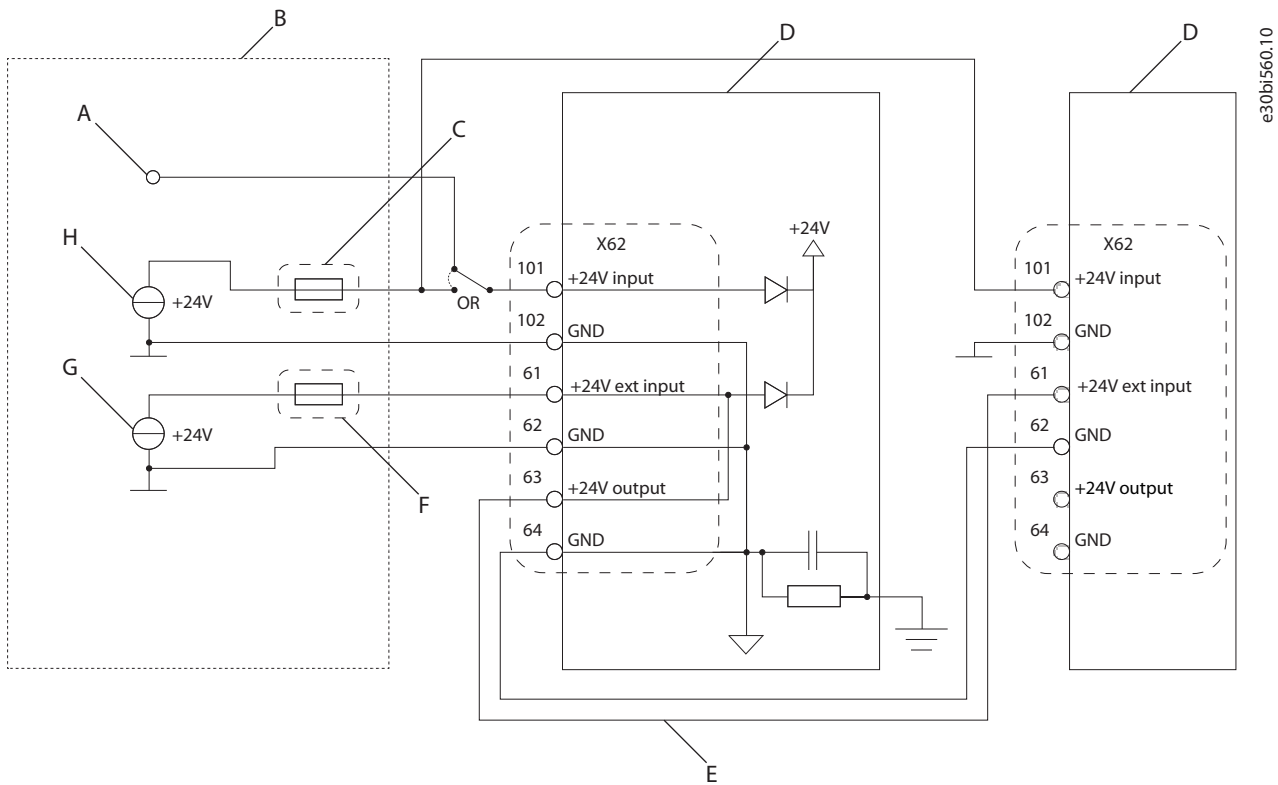 B
D
D
e30bi560.10
A
C
H
+24V
X62
X62
101
+24V input
101
+24V input
+24V
OR
102
GND
102
GND
G
61
+24V ext input
61
+24V ext input
+24V
62
GND
62
GND
F
63
+24V output
63
+24V output
64
GND
64
GND
E